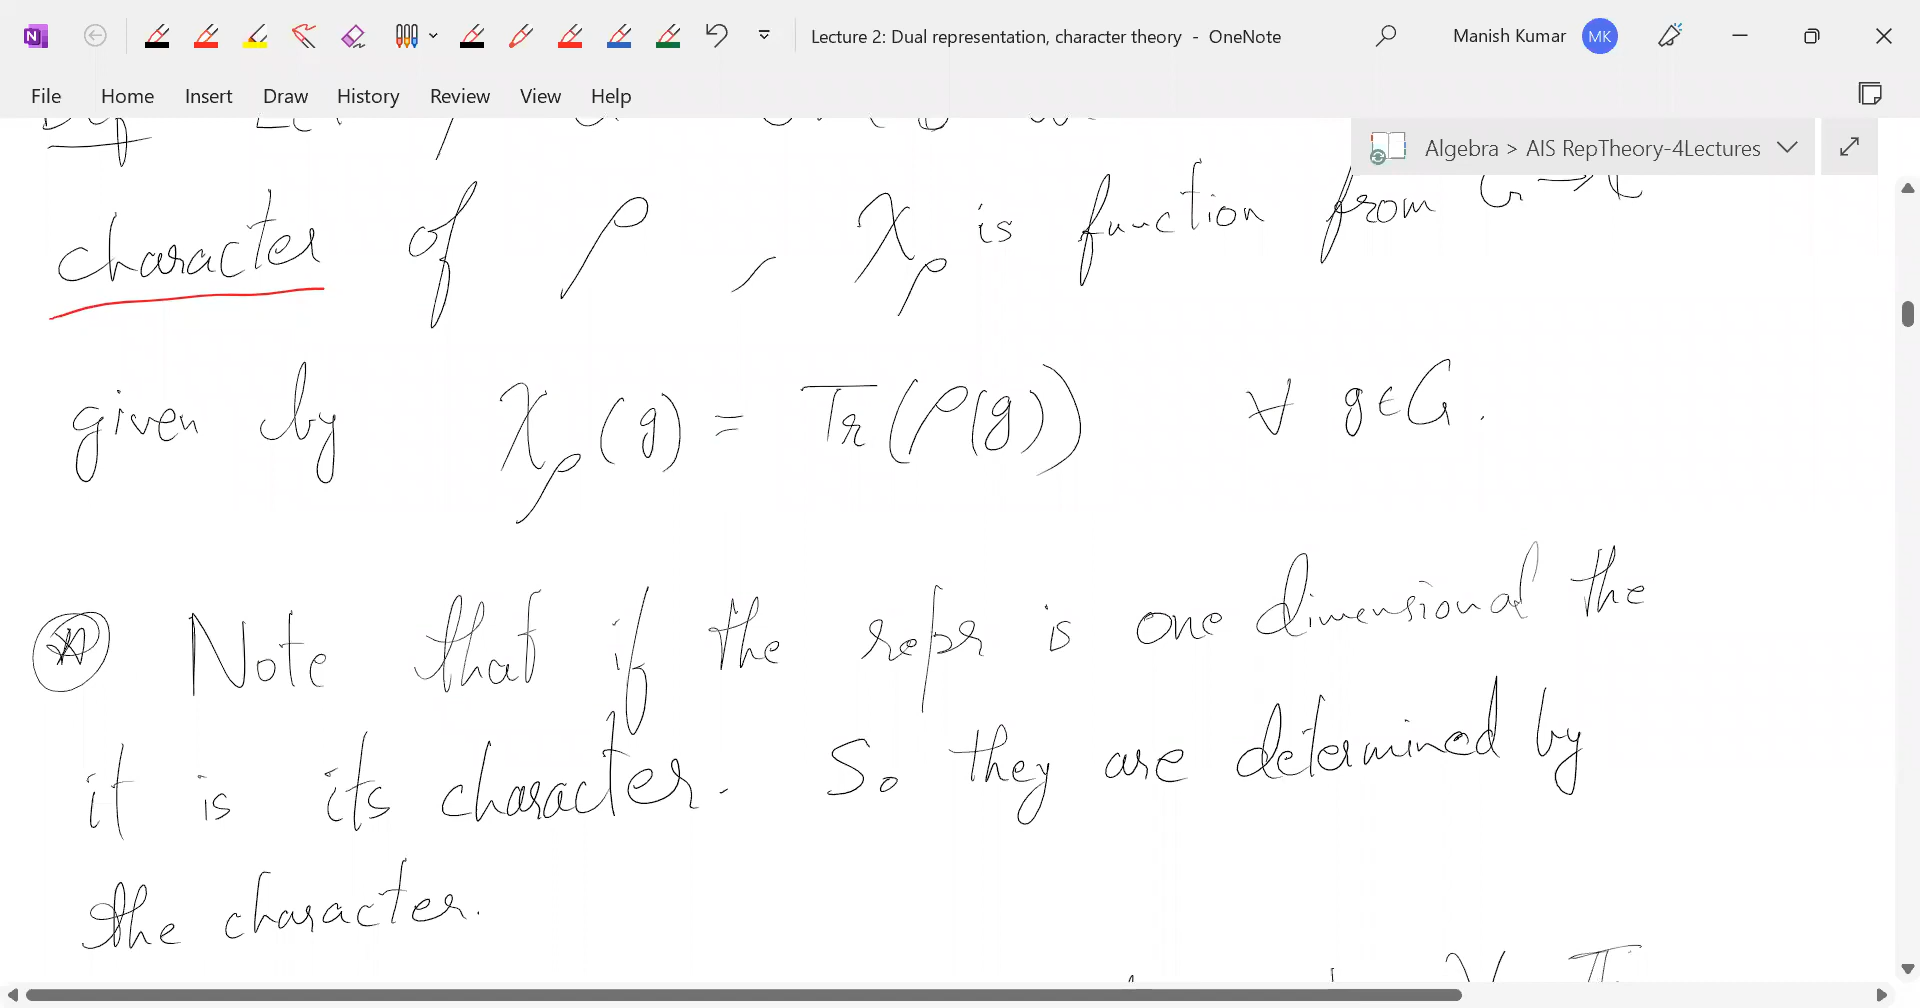 Lecture 2: Dual representation, character theory - OneNote
Manish Kumar
MK
File Home Insert Draw History Review View Help
Algebra > AIS RepTheory-4Lectures
character of ρ, χ_ρ is function from G → C
given by χ_ρ(g) = Tr(ρ(g)) ∀ g ∈ G.
Note that if the repr is one dimensional the
it is its character. So they are determined by
the character.